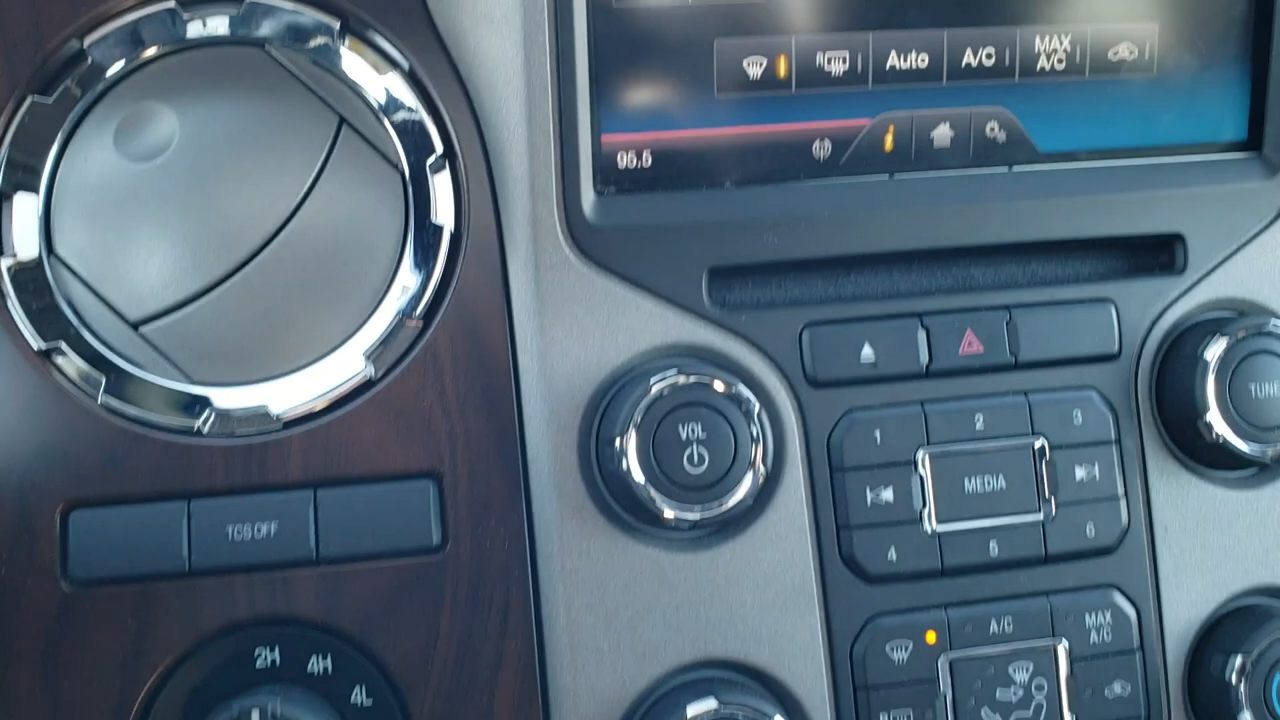 R
Auto
A/C
MAX
A/C
95.5
VOL
TUNE
1
2
3
MEDIA
4
5
6
TCS OFF
2H
4H
4L
A/C
MAX
A/C
R